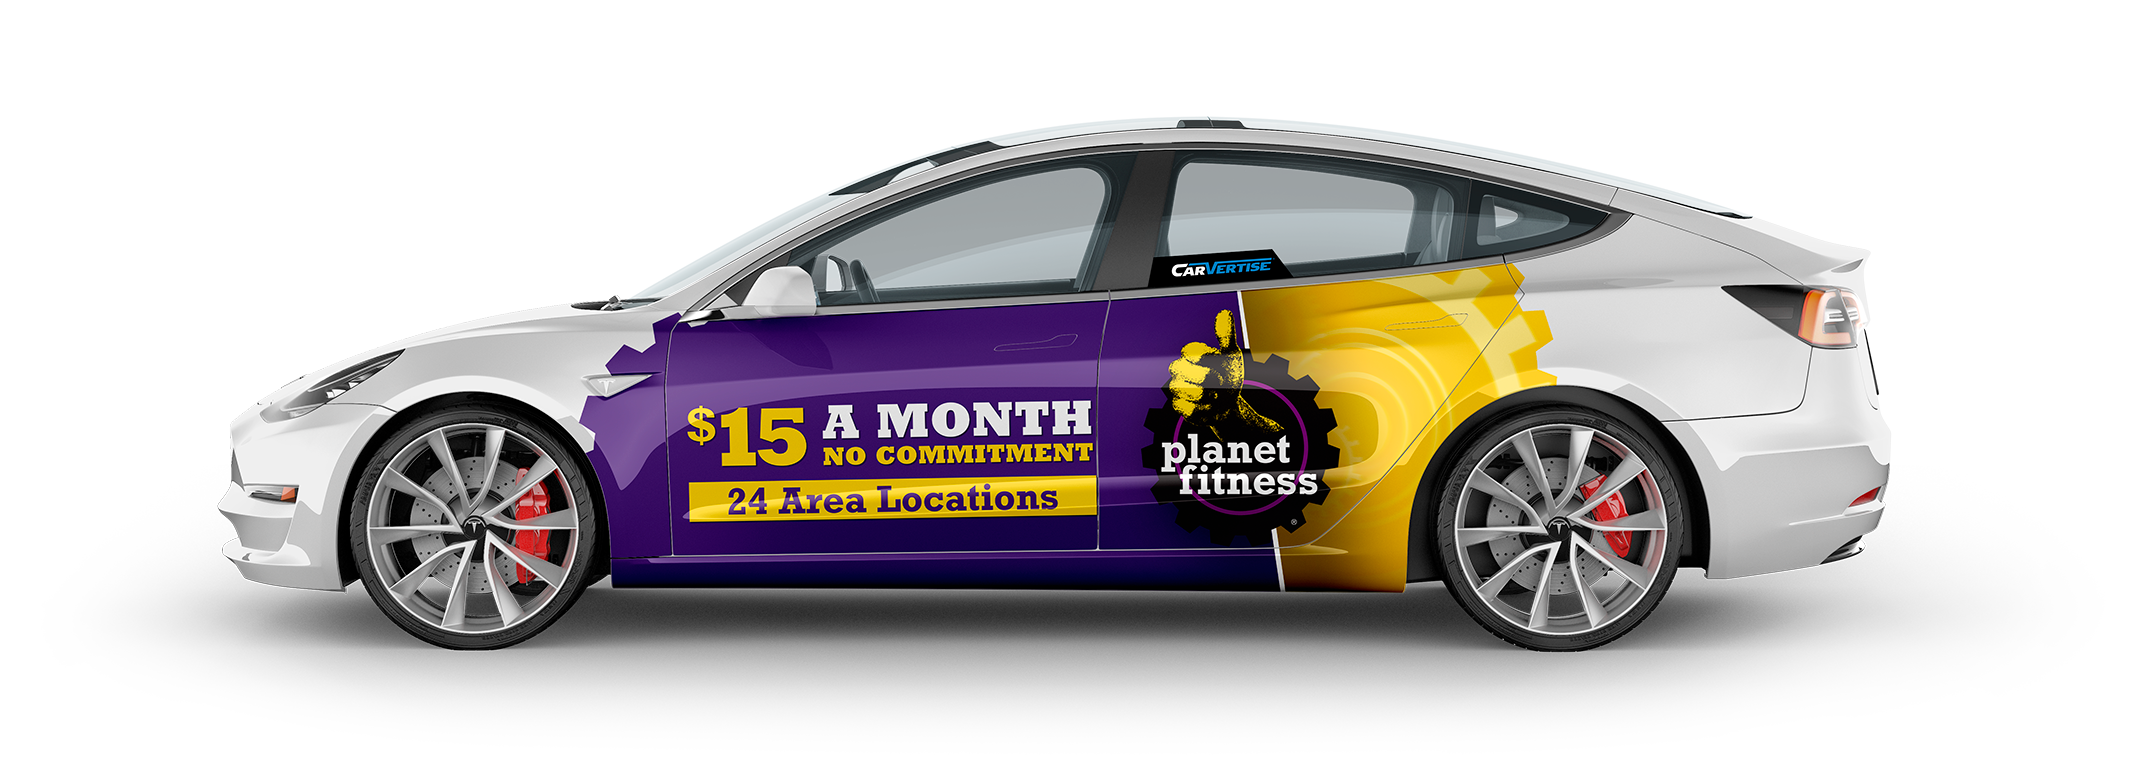 CARVERTISE
$15 A MONTH
NO COMMITMENT
24 Area Locations
planet
fitness
®